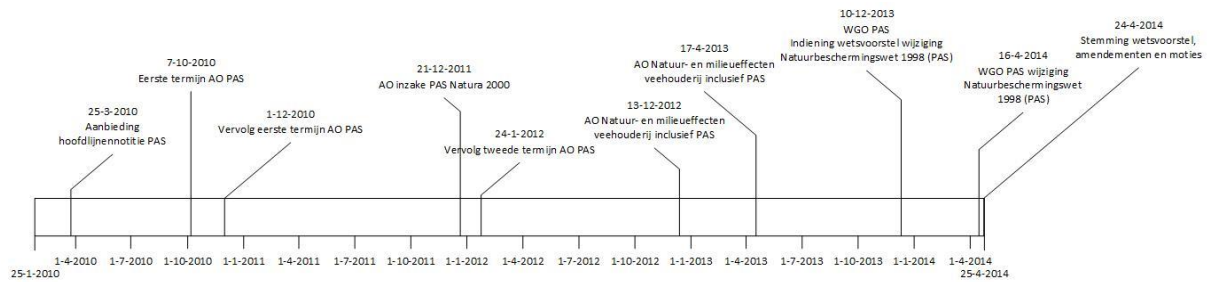 25-3-2010
Aanbieding
hoofdlijnennotitie PAS
7-10-2010
Eerste termijn AO PAS
1-12-2010
Vervolg eerste termijn AO PAS
21-12-2011
AO inzake PAS Natura 2000
24-1-2012
Vervolg tweede termijn AO PAS
13-12-2012
AO Natuur- en milieueffecten
veehouderij inclusief PAS
17-4-2013
AO Natuur- en milieueffecten
veehouderij inclusief PAS
10-12-2013
WGO PAS
Indiening wetsvoorstel wijziging
Natuurbeschermingswet 1998 (PAS)
16-4-2014
WGO PAS wijziging
Natuurbeschermingswet
1998 (PAS)
24-4-2014
Stemming wetsvoorstel,
amendementen en moties
25-1-2010
1-4-2010
1-7-2010
1-10-2010
1-1-2011
1-4-2011
1-7-2011
1-10-2011
1-1-2012
1-4-2012
1-7-2012
1-10-2012
1-1-2013
1-4-2013
1-7-2013
1-10-2013
1-1-2014
1-4-2014
25-4-2014